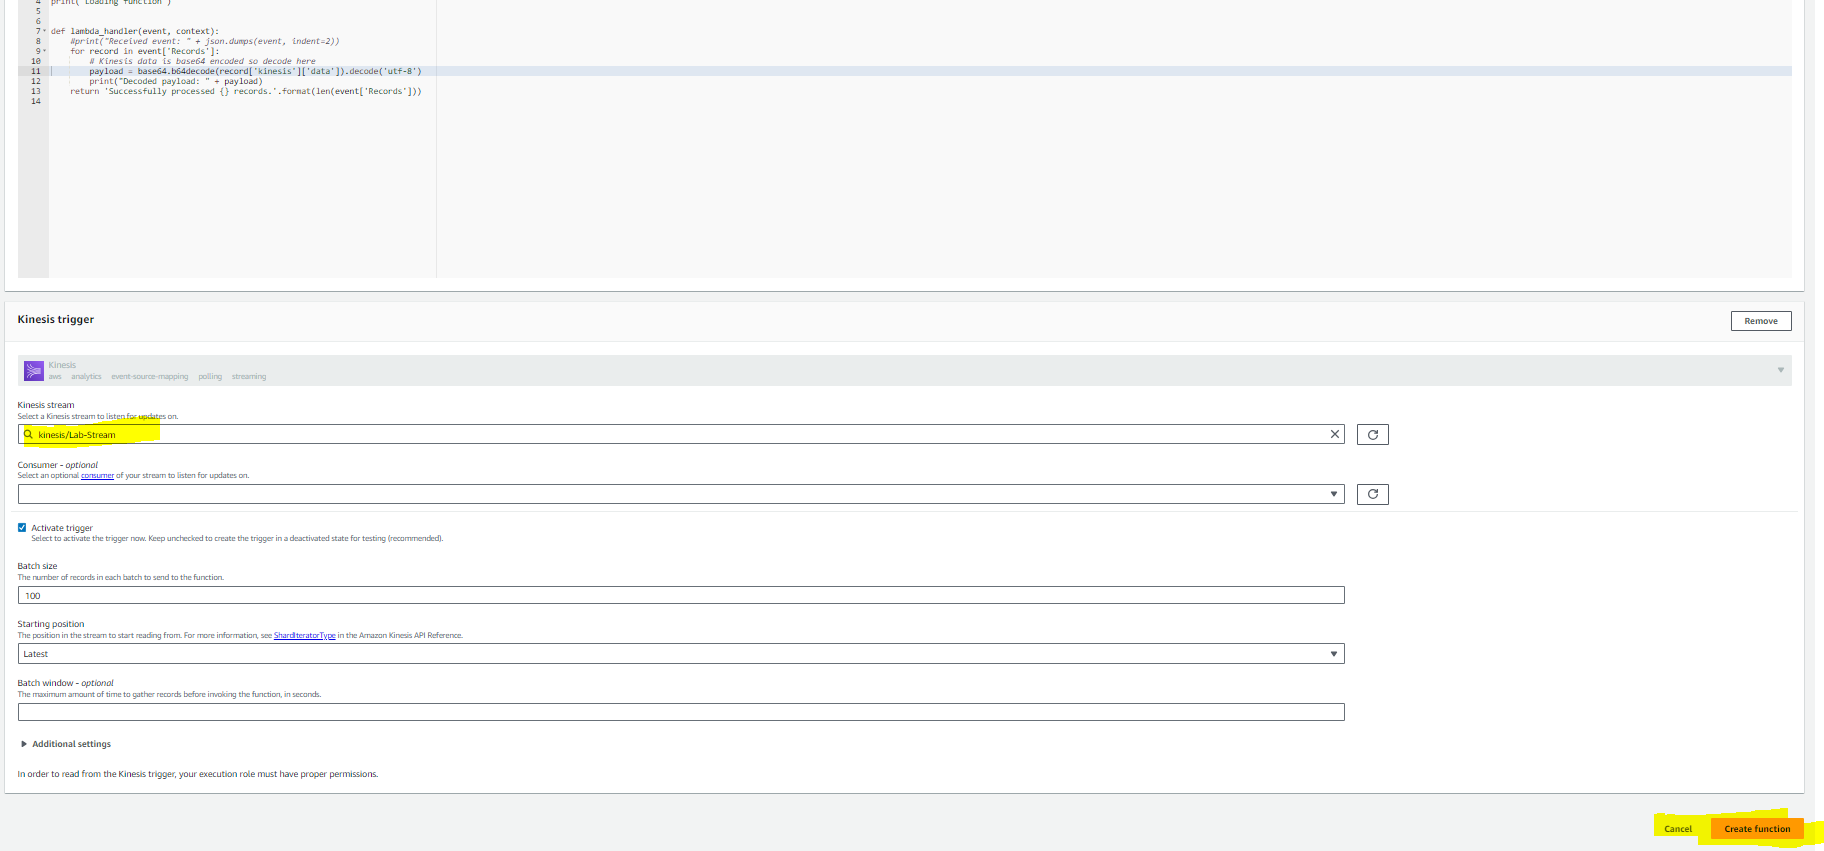 4 print('Loading function')
5
6
7 def lambda_handler(event, context):
8 #print("Received event: " + json.dumps(event, indent=2))
9 for record in event['Records']:
10 # Kinesis data is base64 encoded so decode here
11 payload = base64.b64decode(record['kinesis']['data']).decode('utf-8')
12 print("Decoded payload: " + payload)
13 return 'Successfully processed {} records.'.format(len(event['Records']))
14
Kinesis trigger
Remove
Kinesis
aws analytics event-source-mapping polling streaming
Kinesis stream
Select a Kinesis stream to listen for updates on.
kinesis/Lab-Stream
Consumer - optional
Select an optional consumer of your stream to listen for updates on.
Activate trigger
Select to activate the trigger now. Keep unchecked to create the trigger in a deactivated state for testing (recommended).
Batch size
The number of records in each batch to send to the function.
100
Starting position
The position in the stream to start reading from. For more information, see ShardIteratorType in the Amazon Kinesis API Reference.
Latest
Batch window - optional
The maximum amount of time to gather records before invoking the function, in seconds.
Additional settings
In order to read from the Kinesis trigger, your execution role must have proper permissions.
Cancel Create function